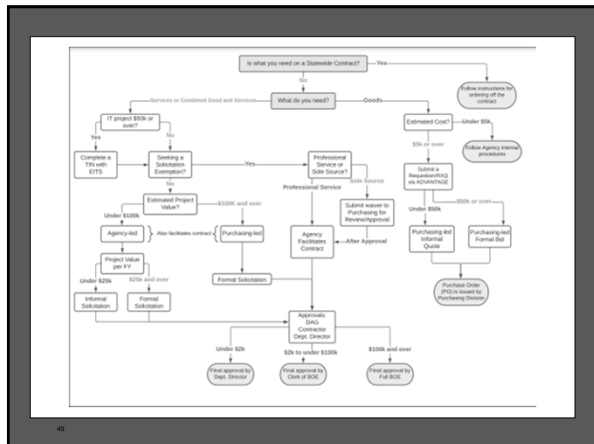 Is what you need on a Statewide Contract?
Yes
No
Follow instructions for
ordering off the
contract
Services or Combined Good and Services
What do you need?
Goods
IT project $50k or
over?
Estimated Cost?
Under $5k
Yes
No
$5k or over
Follow Agency internal
procedures
Complete a
TIN with
EITS
Seeking a
Solicitation
Exemption?
Yes
Professional
Service or
Sole Source?
Submit a
Requisition/RXQ
via ADVANTAGE
No
Professional Service
Sole Source
Estimated Project
Value?
$100K and over
Submit waiver to
Purchasing for
Review/Approval
Under $50k
$50k or over
Under $100k
Agency-led
Also facilitates contract
Purchasing-led
Agency
Facilitates
Contract
After Approval
Purchasing-led
Informal
Quote
Purchasing-led
Formal Bid
Project Value
per FY
Under $25k
$25k and over
Formal Solicitation
Purchase Order
(PO) is issued by
Purchasing Division
Informal
Solicitation
Formal
Solicitation
Approvals:
DAG
Contractor
Dept. Director
Under $2k
$2k to under $100k
$100k and over
Final approval by
Dept. Director
Final approval by
Clerk of BOE
Final approval by
Full BOE
49